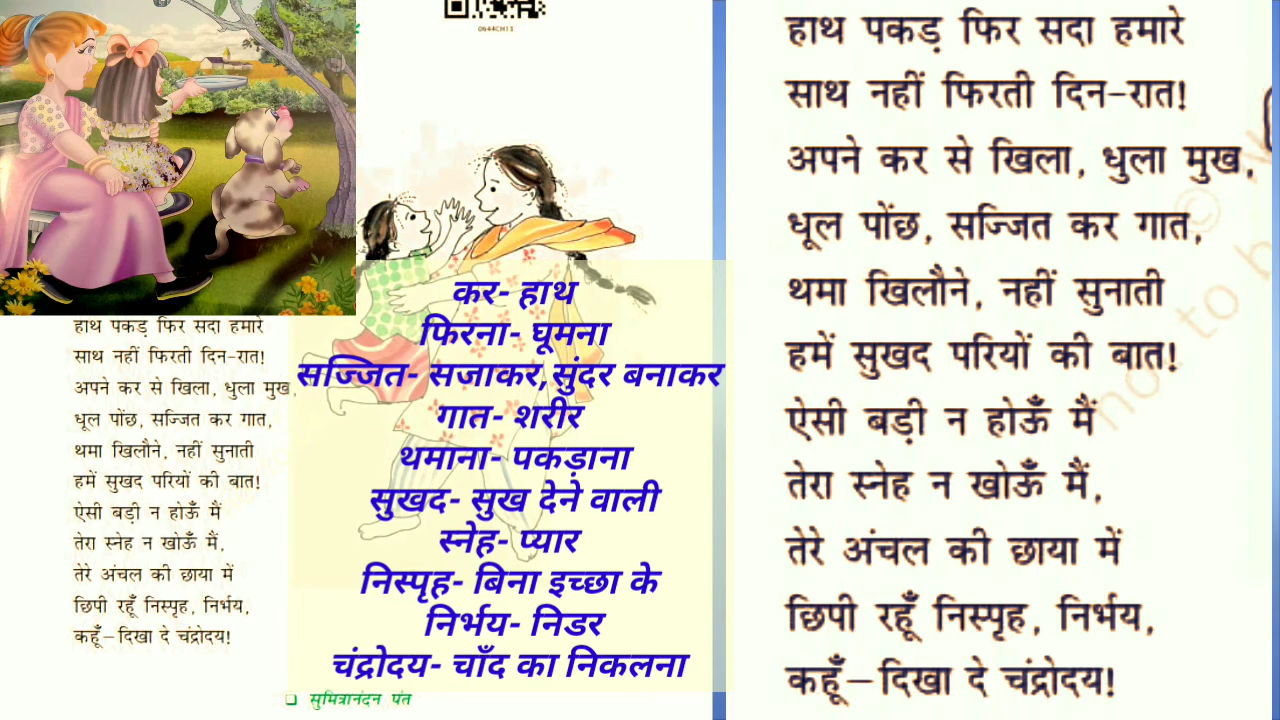 0644CH13
हाथ पकड़ फिर सदा हमारे
साथ नहीं फिरती दिन-रात!
अपने कर से खिला, धुला मुख,
धूल पोंछ, सज्जित कर गात,
थमा खिलौने, नहीं सुनाती
हमें सुखद परियों की बात!
ऐसी बड़ी न होऊँ मैं
तेरा स्नेह न खोऊँ मैं,
तेरे अंचल की छाया में
छिपी रहूँ निस्पृह, निर्भय,
कहूँ—दिखा दे चंद्रोदय!
कर- हाथ
फिरना- घूमना
सज्जित- सजाकर,सुंदर बनाकर
गात- शरीर
थमाना- पकड़ाना
सुखद- सुख देने वाली
स्नेह- प्यार
निस्पृह- बिना इच्छा के
निर्भय- निडर
चंद्रोदय- चाँद का निकलना
❑ सुमित्रानंदन पंत
हाथ पकड़ फिर सदा हमारे
साथ नहीं फिरती दिन-रात!
अपने कर से खिला, धुला मुख,
धूल पोंछ, सज्जित कर गात,
थमा खिलौने, नहीं सुनाती
हमें सुखद परियों की बात!
ऐसी बड़ी न होऊँ मैं
तेरा स्नेह न खोऊँ मैं,
तेरे अंचल की छाया में
छिपी रहूँ निस्पृह, निर्भय,
कहूँ—दिखा दे चंद्रोदय!
not to b